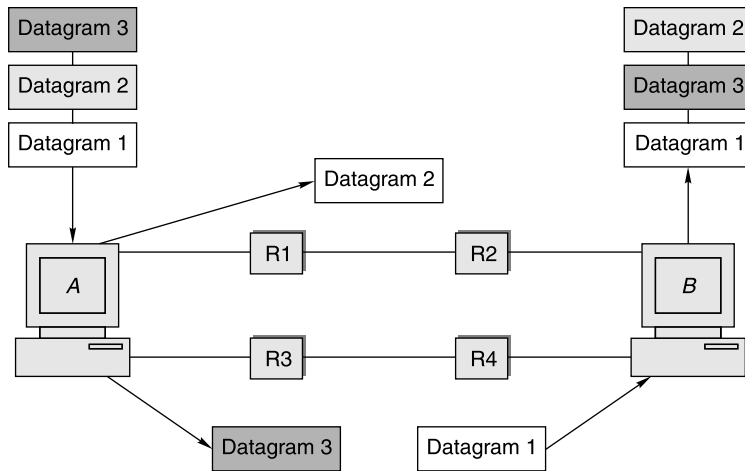 Datagram 3
Datagram 2
Datagram 2
Datagram 3
Datagram 1
Datagram 1
Datagram 2
R1
R2
A
B
R3
R4
Datagram 3
Datagram 1